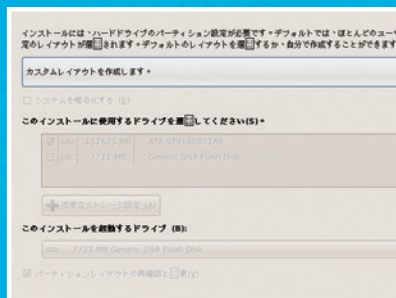 インストールには、ハードドライブのパーティション設定が必要です。デフォルトでは、ほとんどのユー
定のレイアウトが選 されます。デフォルトのレイアウトを選 するか、自分で作成することができます
カスタムレイアウトを作成します。
システムを暗号化する (E)
このインストールに使用するドライブを選 してください(S)。
sda 152625 MB ATA ST9160821AS
sdc 7711 MB Generic USB Flash Disk
高度なストレージ設定 (A)
このインストールを起動するドライブ (B):
sdc 7711 MB Generic USB Flash Disk
パーティションレイアウトの再確認と 更(V)